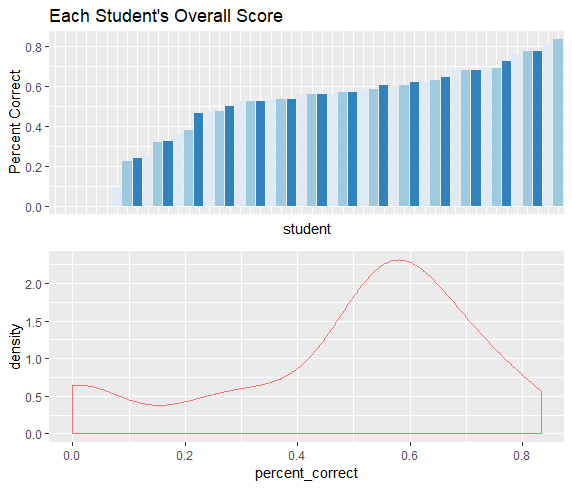 Each Student's Overall Score
Percent Correct
0.8
0.6
0.4
0.2
0.0
student
density
2.0
1.5
1.0
0.5
0.0
0.0 0.2 0.4 0.6 0.8
percent_correct